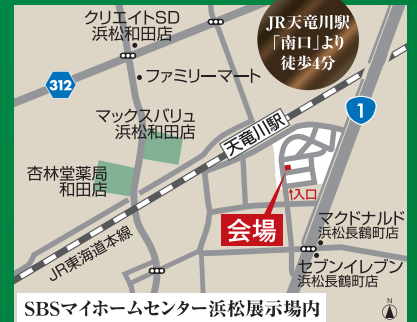 クリエイトSD
浜松和田店
JR天竜川駅
「南口」より
徒歩4分
ファミリーマート
312
マックスバリュ
浜松和田店
1
天竜川駅
杏林堂薬局
和田店
↑入口
会場
マクドナルド
浜松長鶴町店
JR東海道本線
セブンイレブン
浜松長鶴町店
SBSマイホームセンター浜松展示場内
N